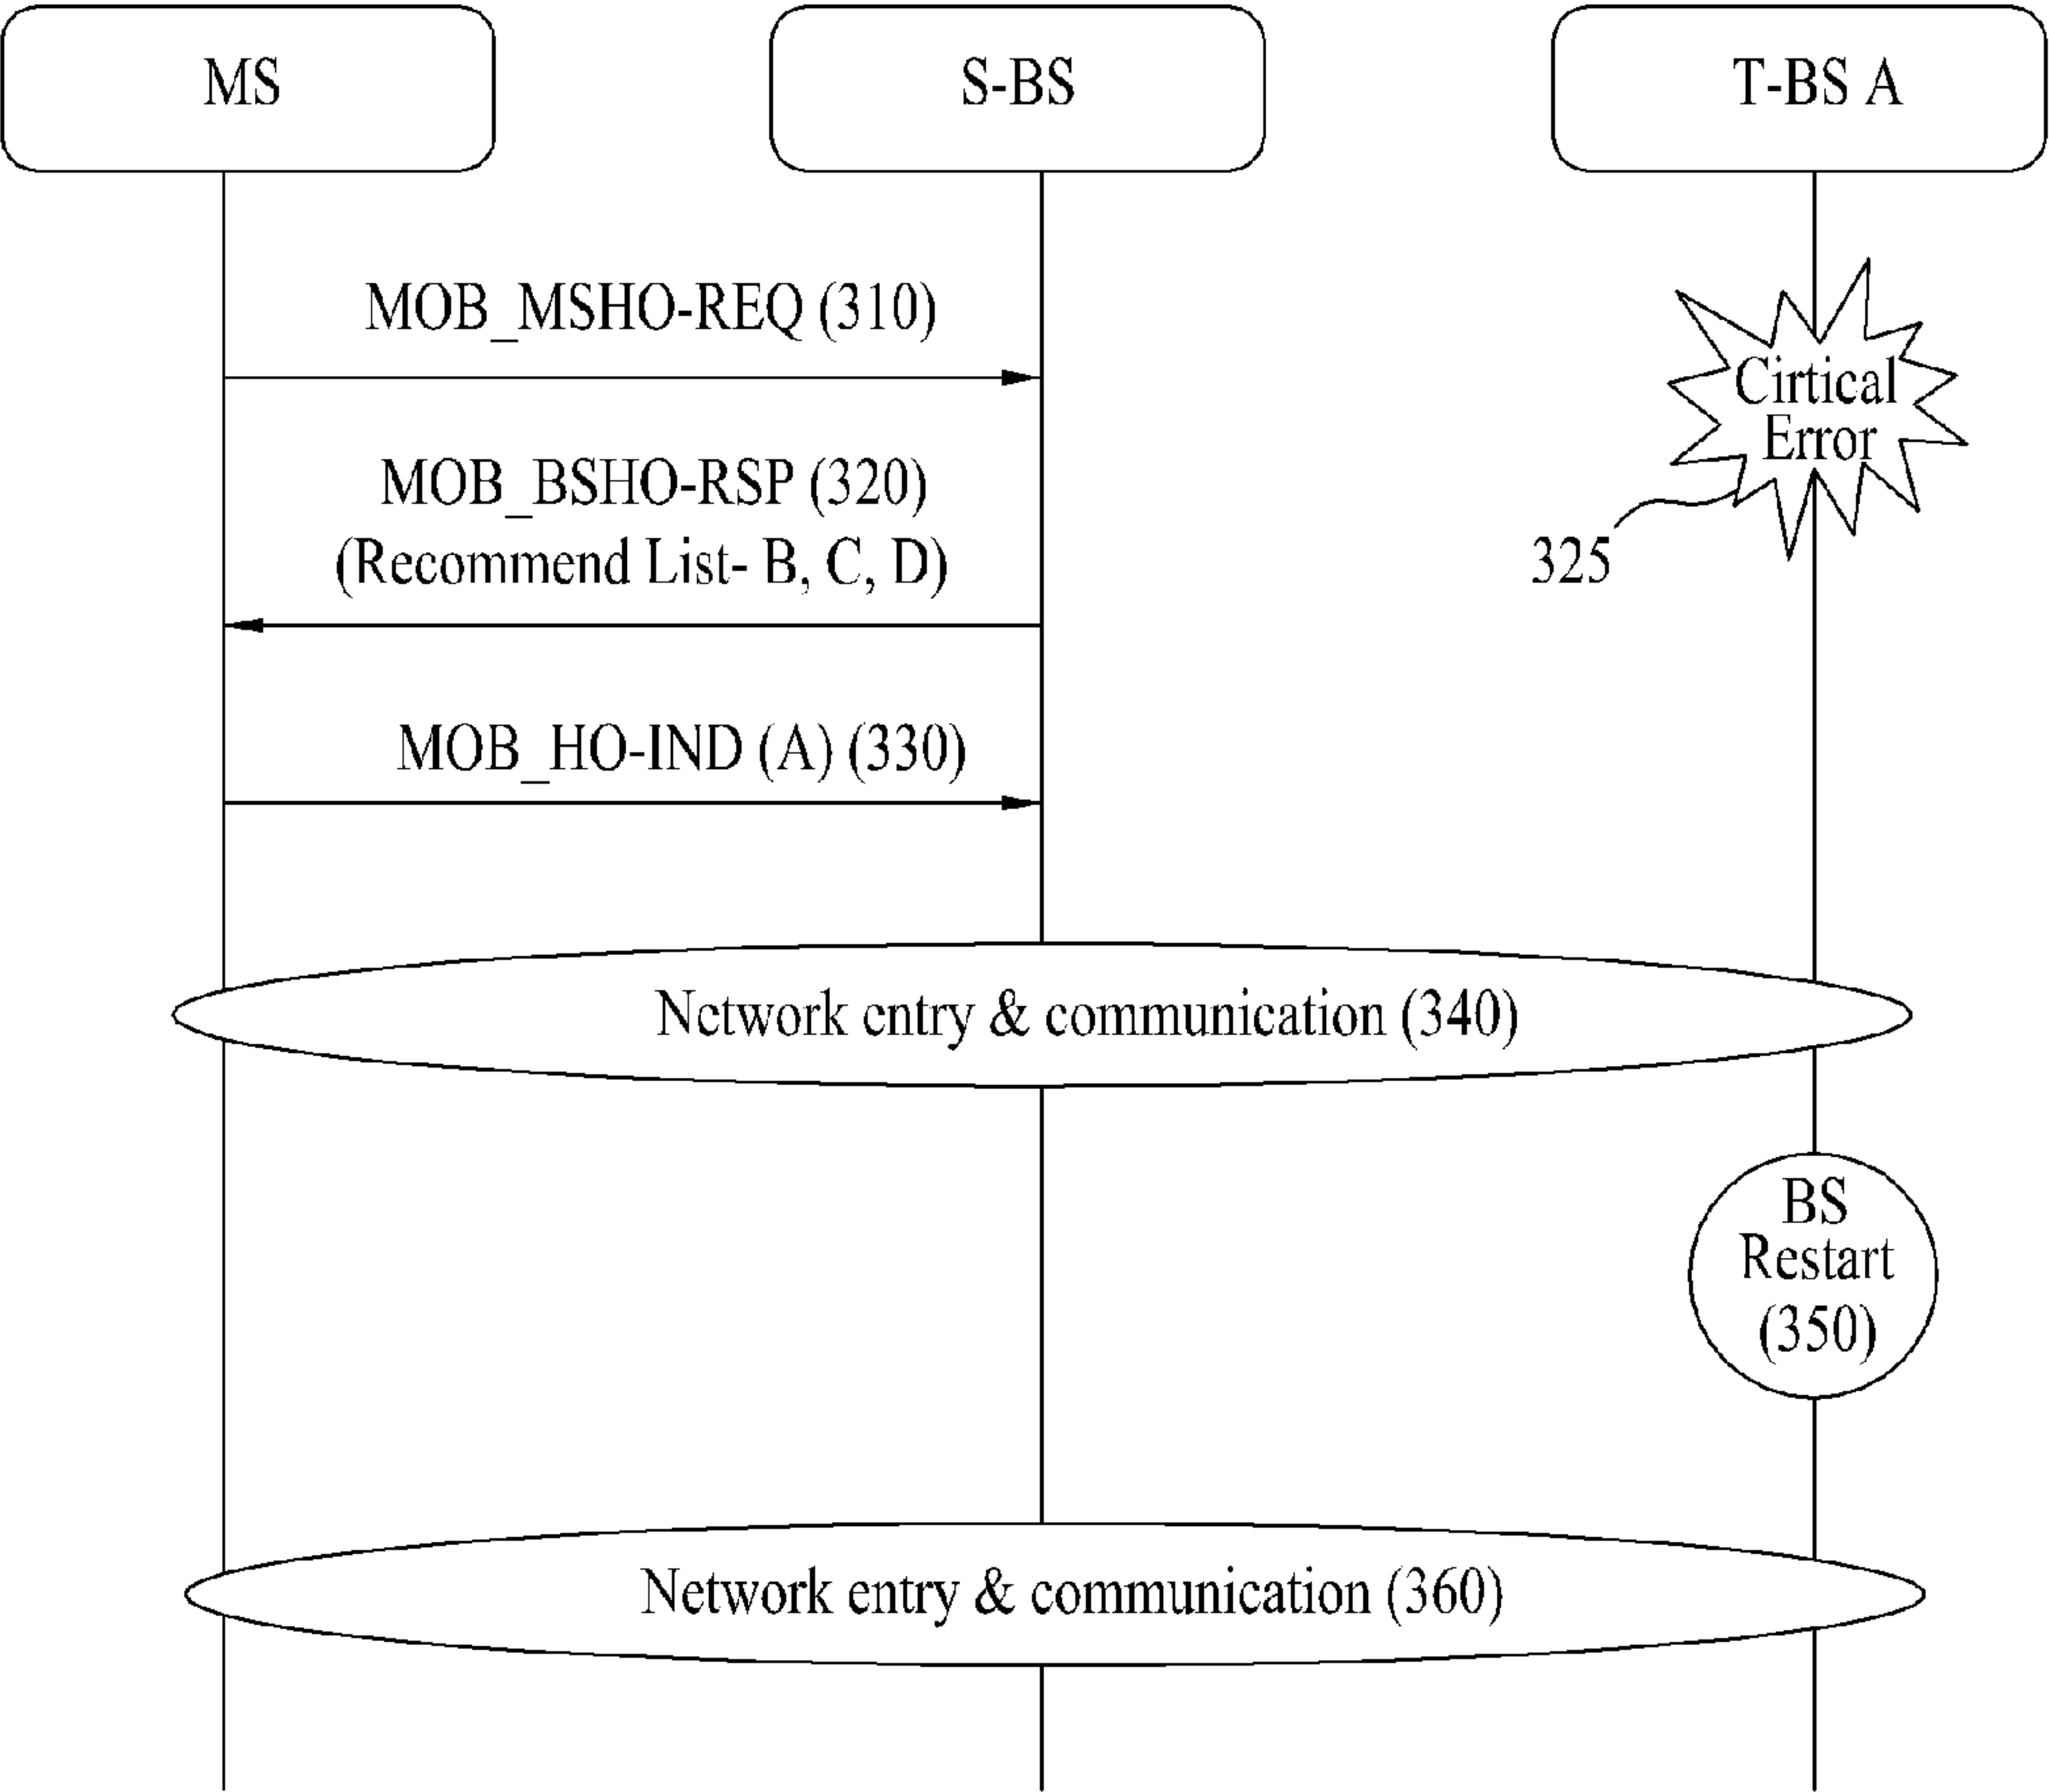 MS
S-BS
T-BS A
MOB_MSHO-REQ (310)
Cirtical
Error
MOB_BSHO-RSP (320)
(Recommend List- B, C, D)
325
MOB_HO-IND (A) (330)
Network entry & communication (340)
BS
Restart
(350)
Network entry & communication (360)